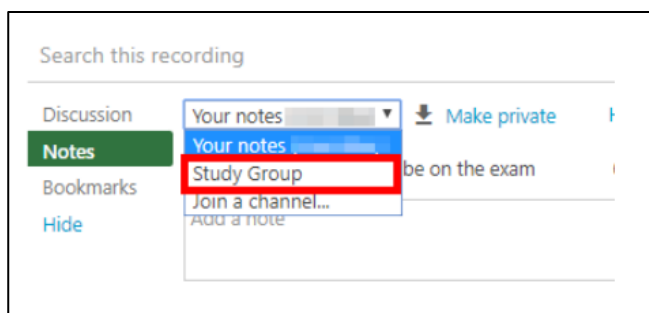 Search this recording
Discussion
Your notes
Make private
Notes
Your notes
Study Group
be on the exam
Bookmarks
Join a channel...
Hide
Add a note